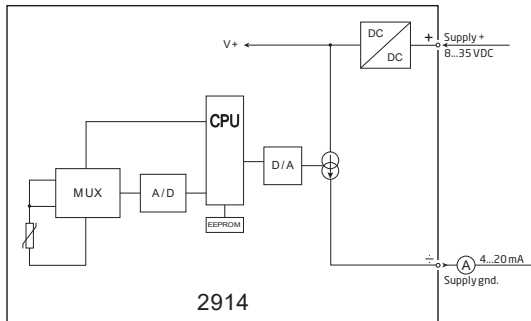 DC
DC
+
Supply +
8...35 VDC
V+
CPU
D/A
MUX
A/D
EEPROM
÷
A
4...20 mA
Supply gnd.
2914